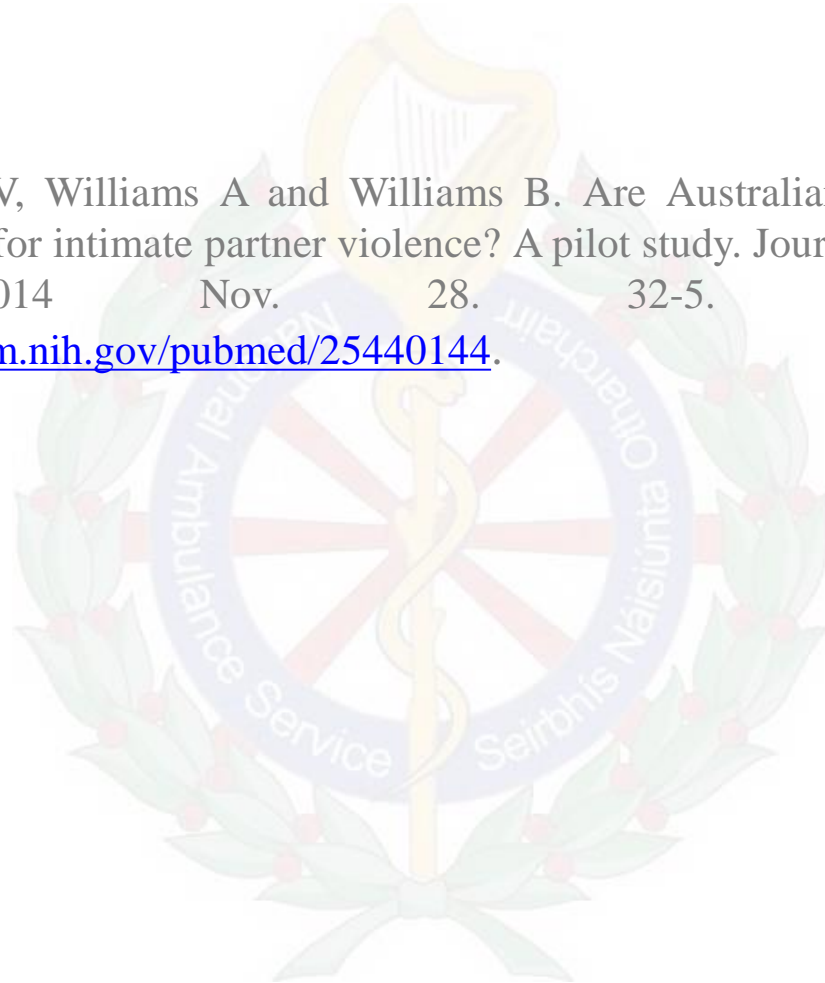 V, Williams A and Williams B. Are Australian
for intimate partner violence? A pilot study. Jour
014 Nov. 28. 32-5.
m.nih.gov/pubmed/25440144.
National Ambulance Service
Seirbhís Náisiúnta Otharcharr